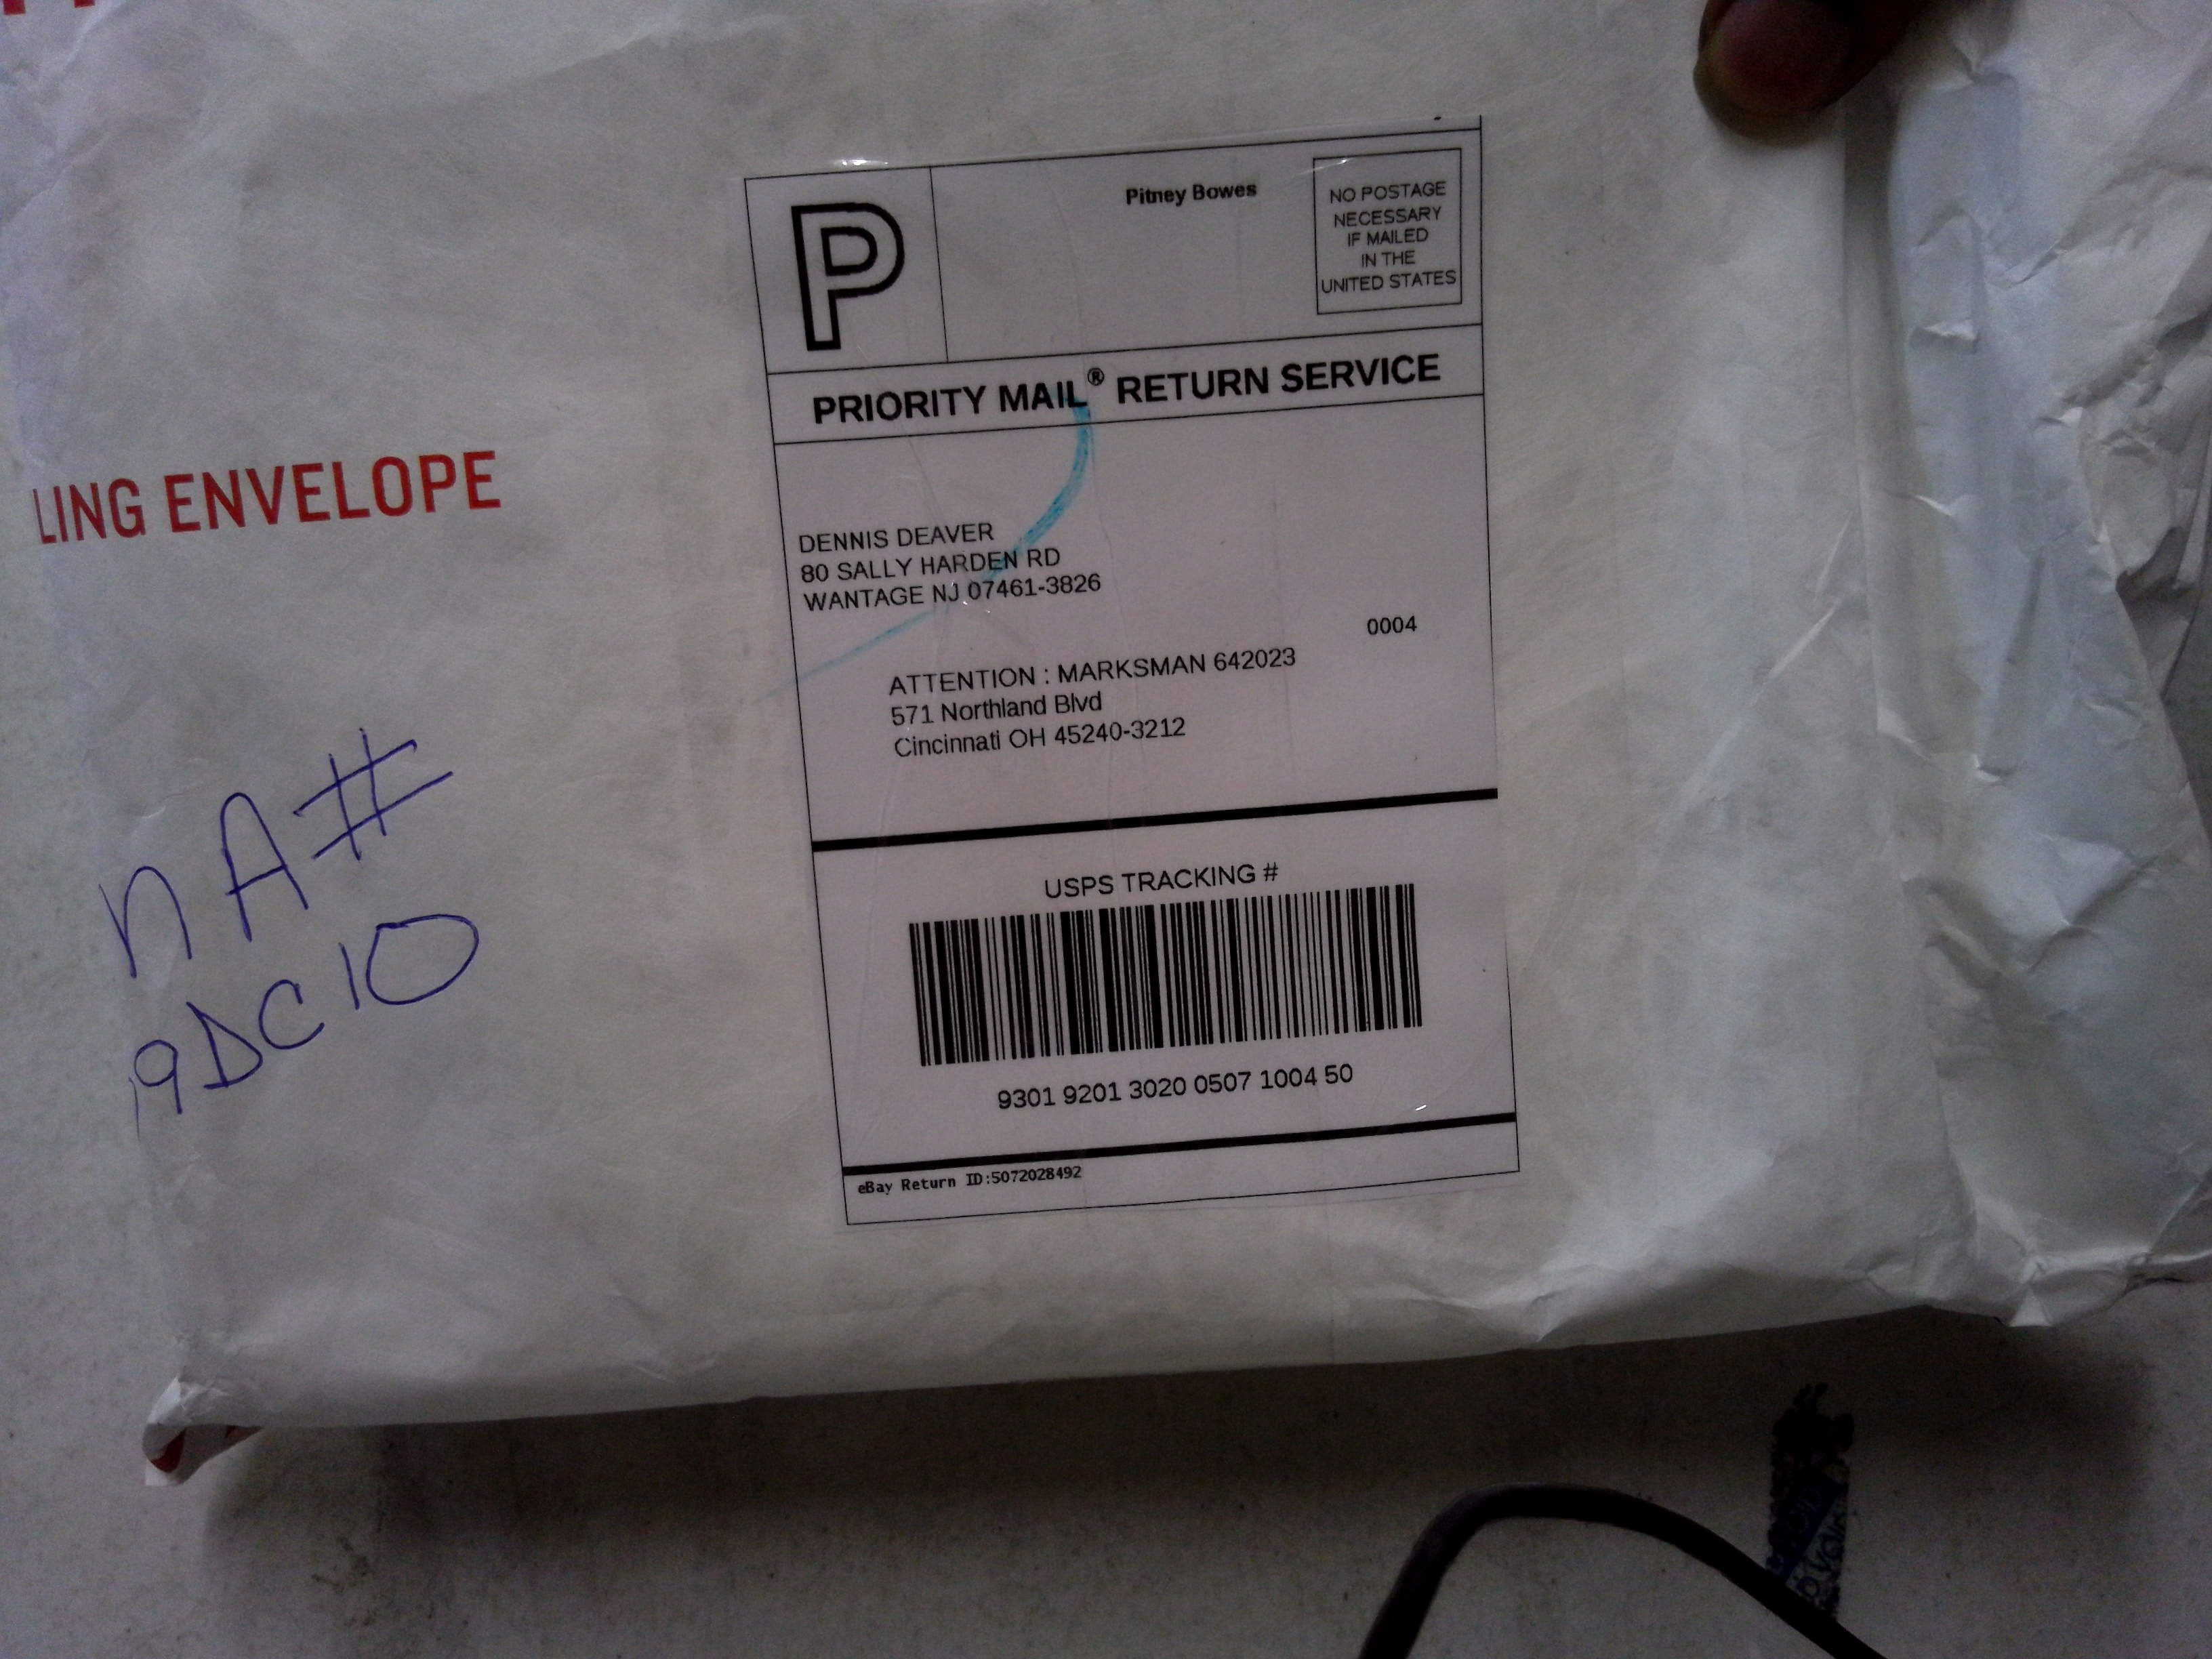 Pitney Bowes
NO POSTAGE
NECESSARY
IF MAILED
IN THE
UNITED STATES
P
PRIORITY MAIL® RETURN SERVICE
LING ENVELOPE
DENNIS DEAVER
80 SALLY HARDEN RD
WANTAGE NJ 07461-3826
0004
ATTENTION : MARKSMAN 642023
571 Northland Blvd
Cincinnati OH 45240-3212
nA#
9DC10
USPS TRACKING #
9301 9201 3020 0507 1004 50
eBay Return ID:5072028492